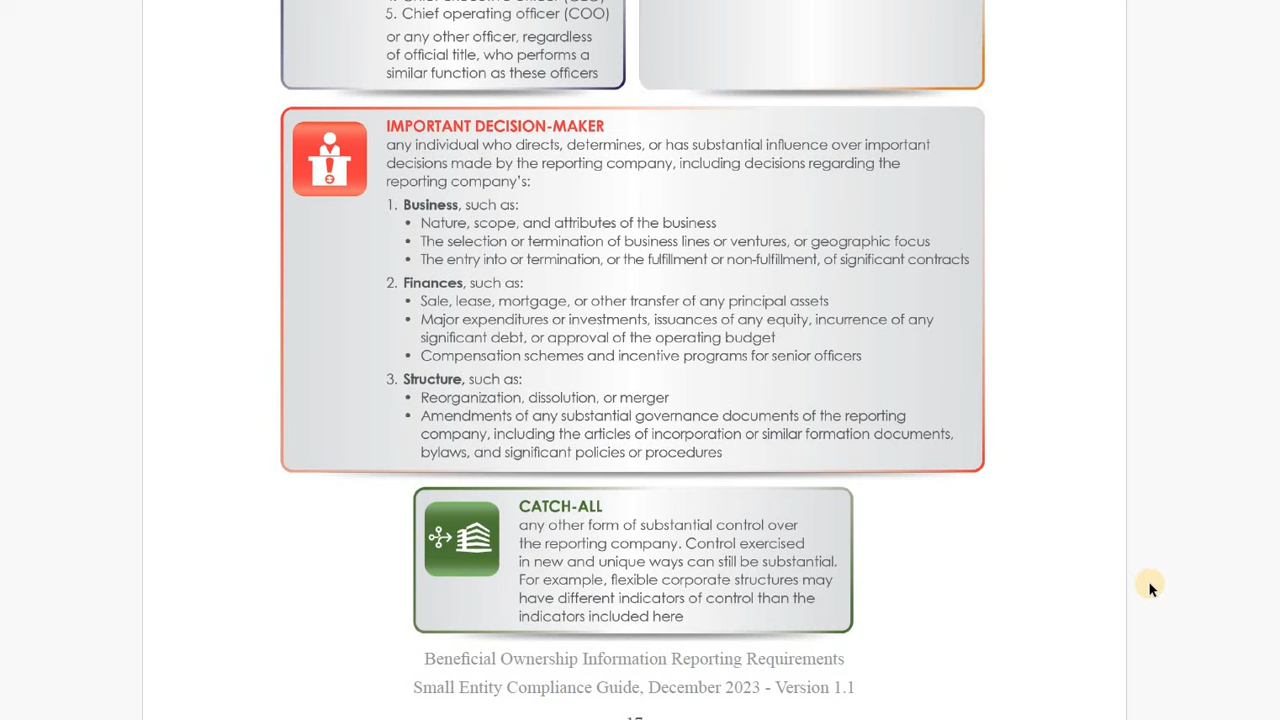 5. Chief operating officer (COO)
or any other officer, regardless
of official title, who performs a
similar function as these officers
IMPORTANT DECISION-MAKER
any individual who directs, determines, or has substantial influence over important
decisions made by the reporting company, including decisions regarding the
reporting company's:
1. Business, such as:
• Nature, scope, and attributes of the business
• The selection or termination of business lines or ventures, or geographic focus
• The entry into or termination, or the fulfillment or non-fulfillment, of significant contracts
2. Finances, such as:
• Sale, lease, mortgage, or other transfer of any principal assets
• Major expenditures or investments, issuances of any equity, incurrence of any
significant debt, or approval of the operating budget
• Compensation schemes and incentive programs for senior officers
3. Structure, such as:
• Reorganization, dissolution, or merger
• Amendments of any substantial governance documents of the reporting
company, including the articles of incorporation or similar formation documents,
bylaws, and significant policies or procedures
CATCH-ALL
any other form of substantial control over
the reporting company. Control exercised
in new and unique ways can still be substantial.
For example, flexible corporate structures may
have different indicators of control than the
indicators included here
Beneficial Ownership Information Reporting Requirements
Small Entity Compliance Guide, December 2023 - Version 1.1